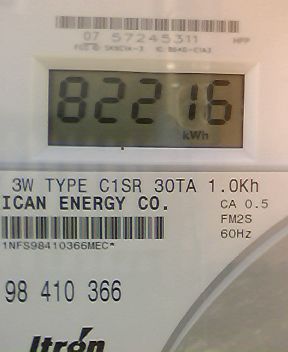 07 57245311 HFP
82216
kWh
3W TYPE C1SR 30TA 1.0Kh
ICAN ENERGY CO. CA 0.5
FM2S
1NFS98410366MEC* 60Hz
98 410 366
Itron